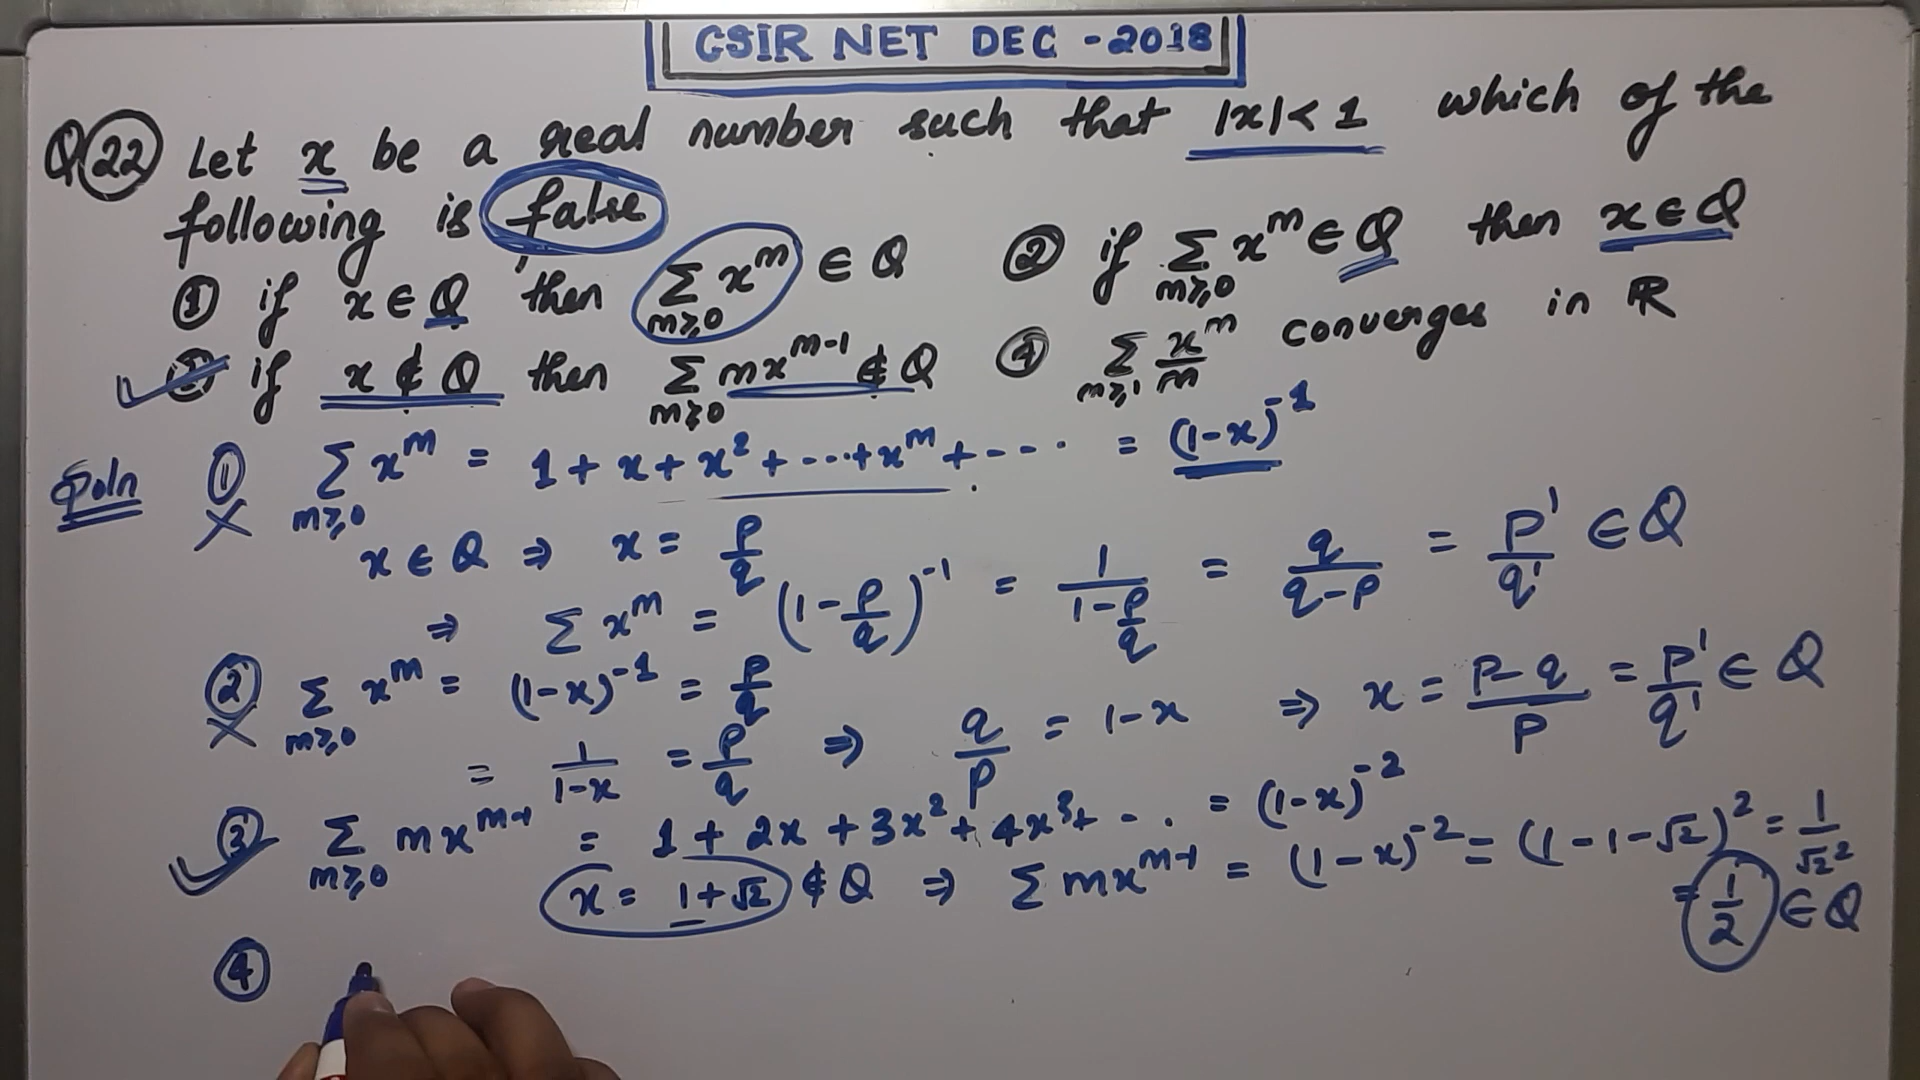 CSIR NET DEC - 2018
Q 22 Let x be a real number such that |x| < 1 which of the
following is false
① if x ∈ Q then Σ_{m≥0} x^m ∈ Q ② if Σ_{m≥0} x^m ∈ Q then x ∈ Q
③ if x ∉ Q then Σ_{m≥0} mx^{m-1} ∉ Q ④ Σ_{m≥1} x^m/m converges in R
Soln ① Σ_{m≥0} x^m = 1 + x + x^2 + ---+ x^m + ---- = (1-x)^{-1}
x ∈ Q ⇒ x = p/q
⇒ Σ x^m = (1 - p/q)^{-1} = 1/(1-p/q) = q/(q-p) = p'/q' ∈ Q
② Σ_{m≥0} x^m = (1-x)^{-1} = p/q
= 1/(1-x) = p/q ⇒ q/p = 1-x ⇒ x = (p-q)/p = p'/q' ∈ Q
③ Σ_{m≥0} mx^{m-1} = 1 + 2x + 3x^2 + 4x^3 + -- . = (1-x)^{-2}
x = 1+√2 ∉ Q ⇒ Σ mx^{m-1} = (1-x)^{-2} = (1-1-√2)^2 = 1/√2^2
= 1/2 ∈ Q
④